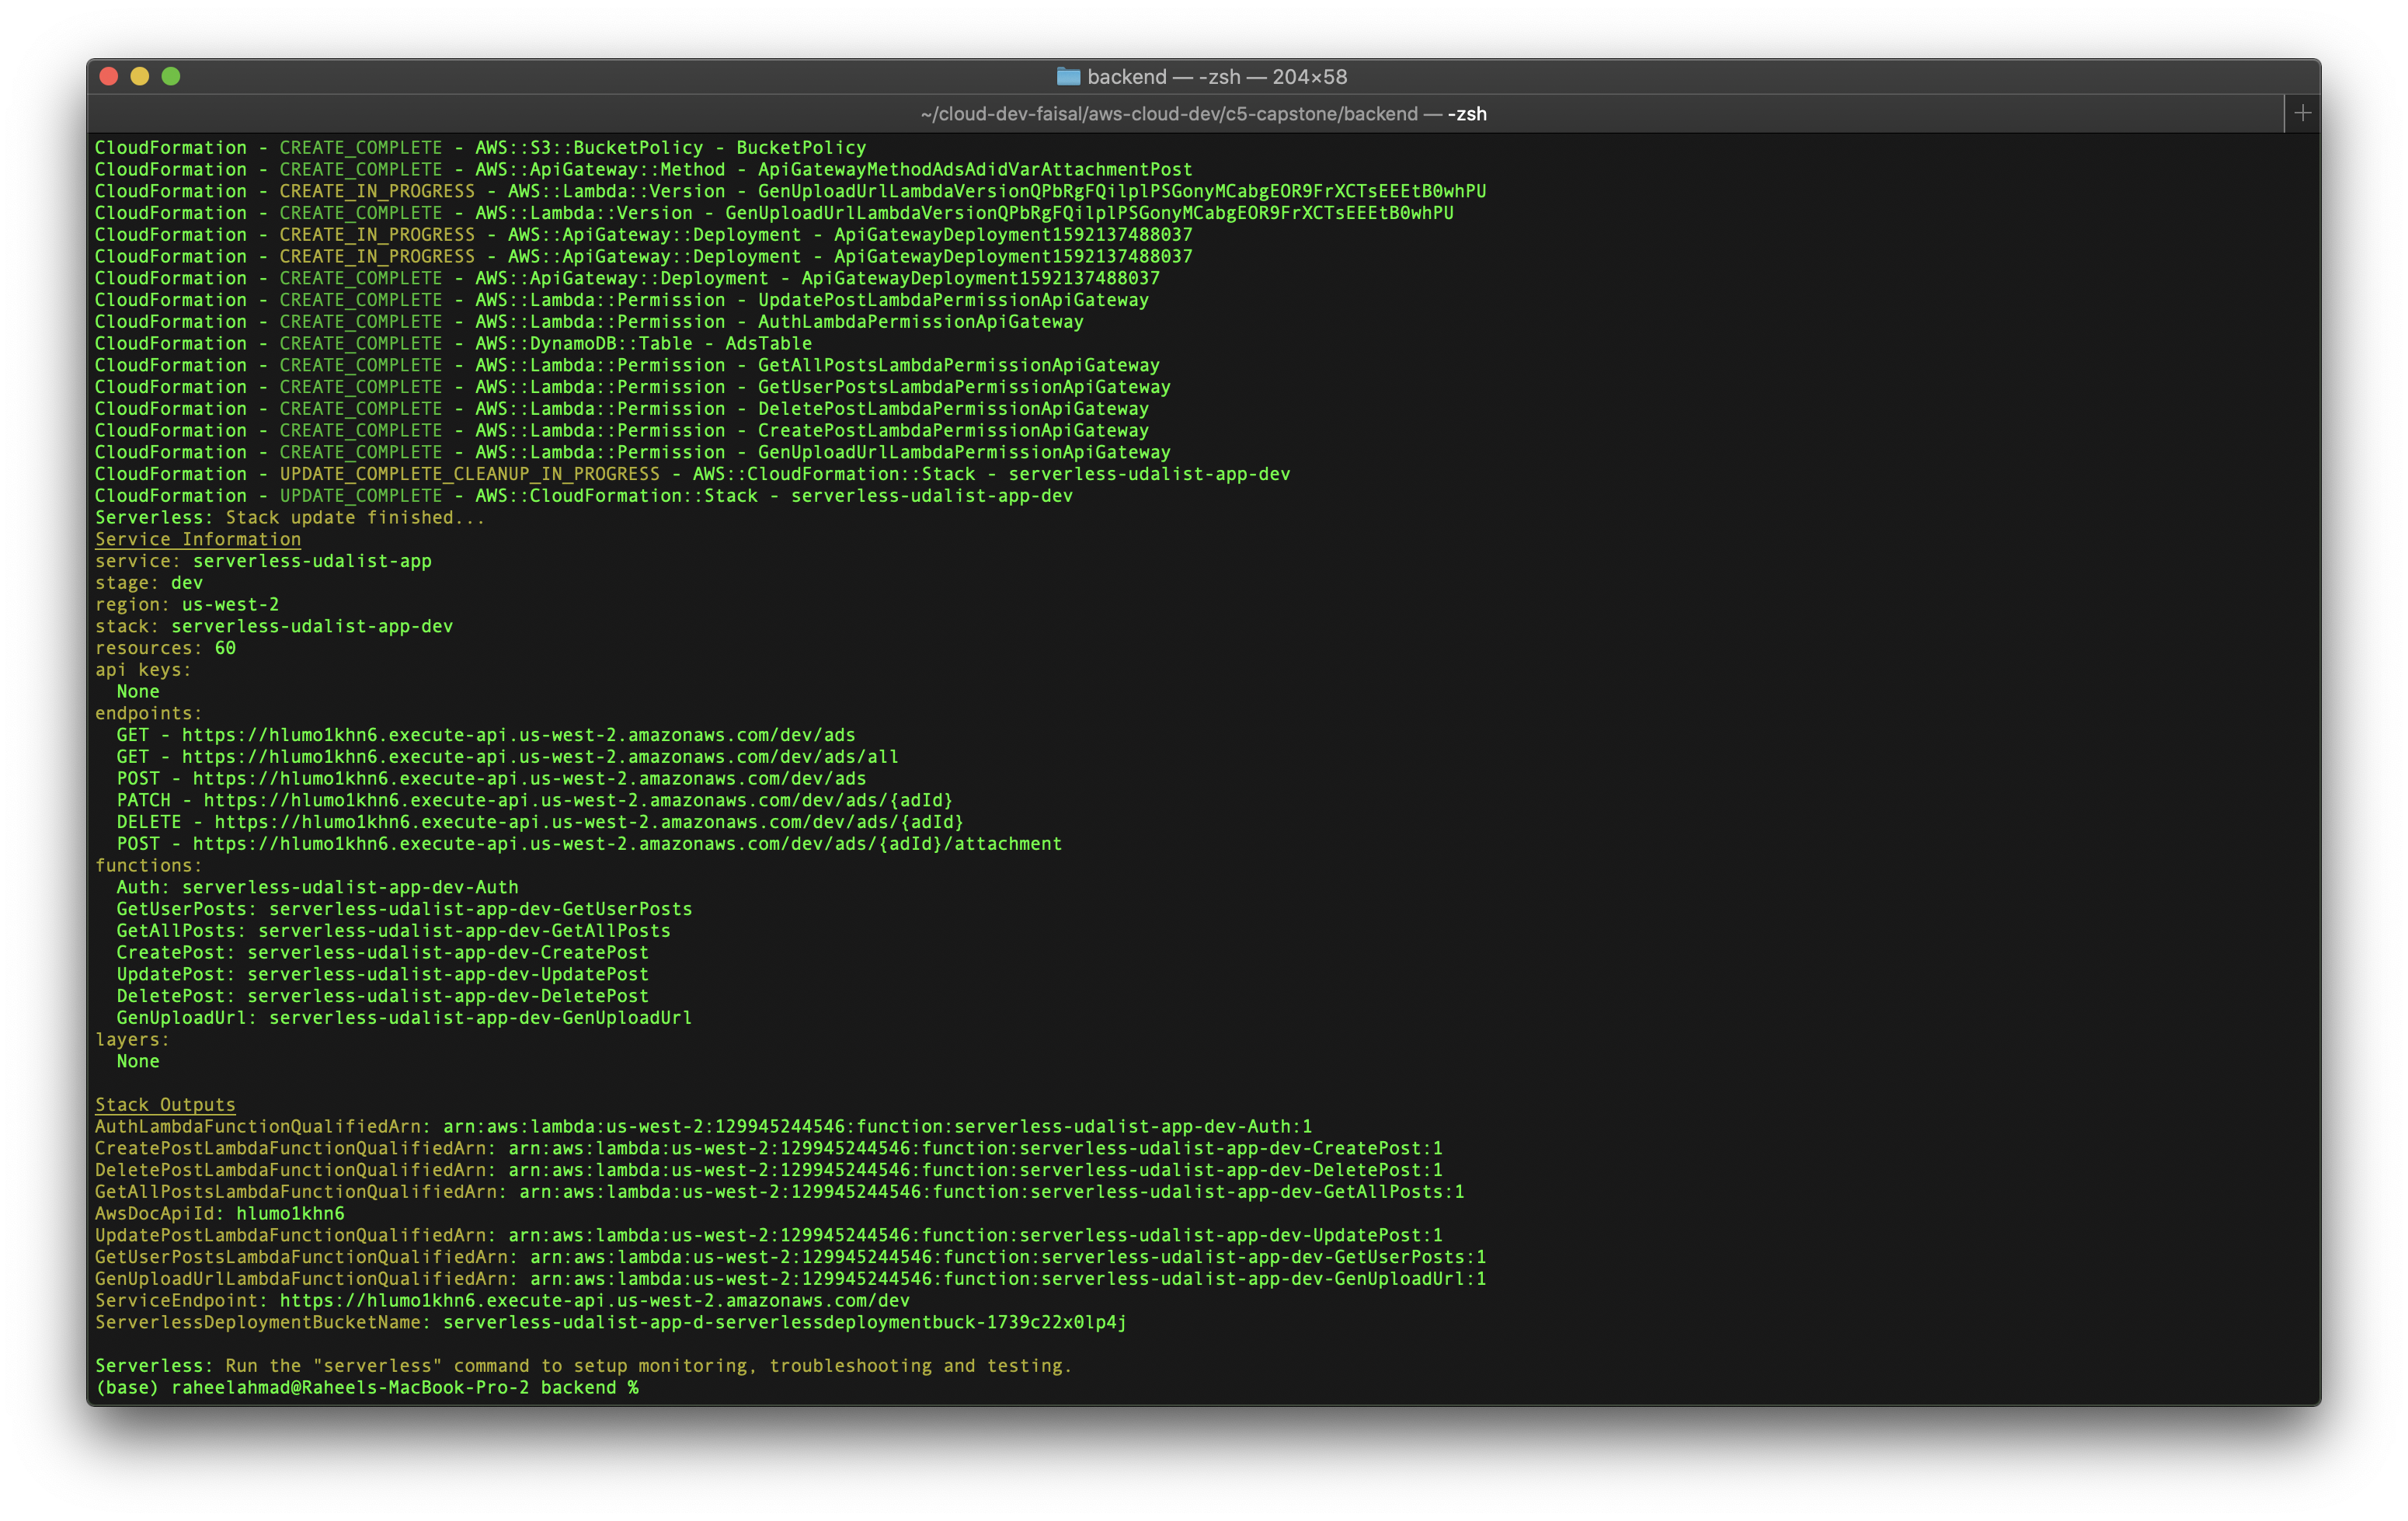 backend — -zsh — 204×58
~/cloud-dev-faisal/aws-cloud-dev/c5-capstone/backend — -zsh
CloudFormation - CREATE_COMPLETE - AWS::S3::BucketPolicy - BucketPolicy
CloudFormation - CREATE_COMPLETE - AWS::ApiGateway::Method - ApiGatewayMethodAdsAdidVarAttachmentPost
CloudFormation - CREATE_IN_PROGRESS - AWS::Lambda::Version - GenUploadUrlLambdaVersionQPbRgFQilplPSGonyMCabgEOR9FrXCTsEEEtB0whPU
CloudFormation - CREATE_COMPLETE - AWS::Lambda::Version - GenUploadUrlLambdaVersionQPbRgFQilplPSGonyMCabgEOR9FrXCTsEEEtB0whPU
CloudFormation - CREATE_IN_PROGRESS - AWS::ApiGateway::Deployment - ApiGatewayDeployment1592137488037
CloudFormation - CREATE_IN_PROGRESS - AWS::ApiGateway::Deployment - ApiGatewayDeployment1592137488037
CloudFormation - CREATE_COMPLETE - AWS::ApiGateway::Deployment - ApiGatewayDeployment1592137488037
CloudFormation - CREATE_COMPLETE - AWS::Lambda::Permission - UpdatePostLambdaPermissionApiGateway
CloudFormation - CREATE_COMPLETE - AWS::Lambda::Permission - AuthLambdaPermissionApiGateway
CloudFormation - CREATE_COMPLETE - AWS::DynamoDB::Table - AdsTable
CloudFormation - CREATE_COMPLETE - AWS::Lambda::Permission - GetAllPostsLambdaPermissionApiGateway
CloudFormation - CREATE_COMPLETE - AWS::Lambda::Permission - GetUserPostsLambdaPermissionApiGateway
CloudFormation - CREATE_COMPLETE - AWS::Lambda::Permission - DeletePostLambdaPermissionApiGateway
CloudFormation - CREATE_COMPLETE - AWS::Lambda::Permission - CreatePostLambdaPermissionApiGateway
CloudFormation - CREATE_COMPLETE - AWS::Lambda::Permission - GenUploadUrlLambdaPermissionApiGateway
CloudFormation - UPDATE_COMPLETE_CLEANUP_IN_PROGRESS - AWS::CloudFormation::Stack - serverless-udalist-app-dev
CloudFormation - UPDATE_COMPLETE - AWS::CloudFormation::Stack - serverless-udalist-app-dev
Serverless: Stack update finished...
Service Information
service: serverless-udalist-app
stage: dev
region: us-west-2
stack: serverless-udalist-app-dev
resources: 60
api keys:
  None
endpoints:
  GET - https://hlumo1khn6.execute-api.us-west-2.amazonaws.com/dev/ads
  GET - https://hlumo1khn6.execute-api.us-west-2.amazonaws.com/dev/ads/all
  POST - https://hlumo1khn6.execute-api.us-west-2.amazonaws.com/dev/ads
  PATCH - https://hlumo1khn6.execute-api.us-west-2.amazonaws.com/dev/ads/{adId}
  DELETE - https://hlumo1khn6.execute-api.us-west-2.amazonaws.com/dev/ads/{adId}
  POST - https://hlumo1khn6.execute-api.us-west-2.amazonaws.com/dev/ads/{adId}/attachment
functions:
  Auth: serverless-udalist-app-dev-Auth
  GetUserPosts: serverless-udalist-app-dev-GetUserPosts
  GetAllPosts: serverless-udalist-app-dev-GetAllPosts
  CreatePost: serverless-udalist-app-dev-CreatePost
  UpdatePost: serverless-udalist-app-dev-UpdatePost
  DeletePost: serverless-udalist-app-dev-DeletePost
  GenUploadUrl: serverless-udalist-app-dev-GenUploadUrl
layers:
  None
Stack Outputs
AuthLambdaFunctionQualifiedArn: arn:aws:lambda:us-west-2:129945244546:function:serverless-udalist-app-dev-Auth:1
CreatePostLambdaFunctionQualifiedArn: arn:aws:lambda:us-west-2:129945244546:function:serverless-udalist-app-dev-CreatePost:1
DeletePostLambdaFunctionQualifiedArn: arn:aws:lambda:us-west-2:129945244546:function:serverless-udalist-app-dev-DeletePost:1
GetAllPostsLambdaFunctionQualifiedArn: arn:aws:lambda:us-west-2:129945244546:function:serverless-udalist-app-dev-GetAllPosts:1
AwsDocApiId: hlumo1khn6
UpdatePostLambdaFunctionQualifiedArn: arn:aws:lambda:us-west-2:129945244546:function:serverless-udalist-app-dev-UpdatePost:1
GetUserPostsLambdaFunctionQualifiedArn: arn:aws:lambda:us-west-2:129945244546:function:serverless-udalist-app-dev-GetUserPosts:1
GenUploadUrlLambdaFunctionQualifiedArn: arn:aws:lambda:us-west-2:129945244546:function:serverless-udalist-app-dev-GenUploadUrl:1
ServiceEndpoint: https://hlumo1khn6.execute-api.us-west-2.amazonaws.com/dev
ServerlessDeploymentBucketName: serverless-udalist-app-d-serverlessdeploymentbuck-1739c22x0lp4j
Serverless: Run the "serverless" command to setup monitoring, troubleshooting and testing.
(base) raheelahmad@Raheels-MacBook-Pro-2 backend %